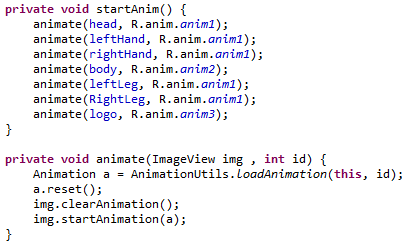 private void startAnim() {
animate(head, R.anim.anim1);
animate(leftHand, R.anim.anim1);
animate(rightHand, R.anim.anim1);
animate(body, R.anim.anim2);
animate(leftLeg, R.anim.anim1);
animate(RightLeg, R.anim.anim1);
animate(logo, R.anim.anim3);
}
private void animate(ImageView img , int id) {
Animation a = AnimationUtils.loadAnimation(this, id);
a.reset();
img.clearAnimation();
img.startAnimation(a);
}